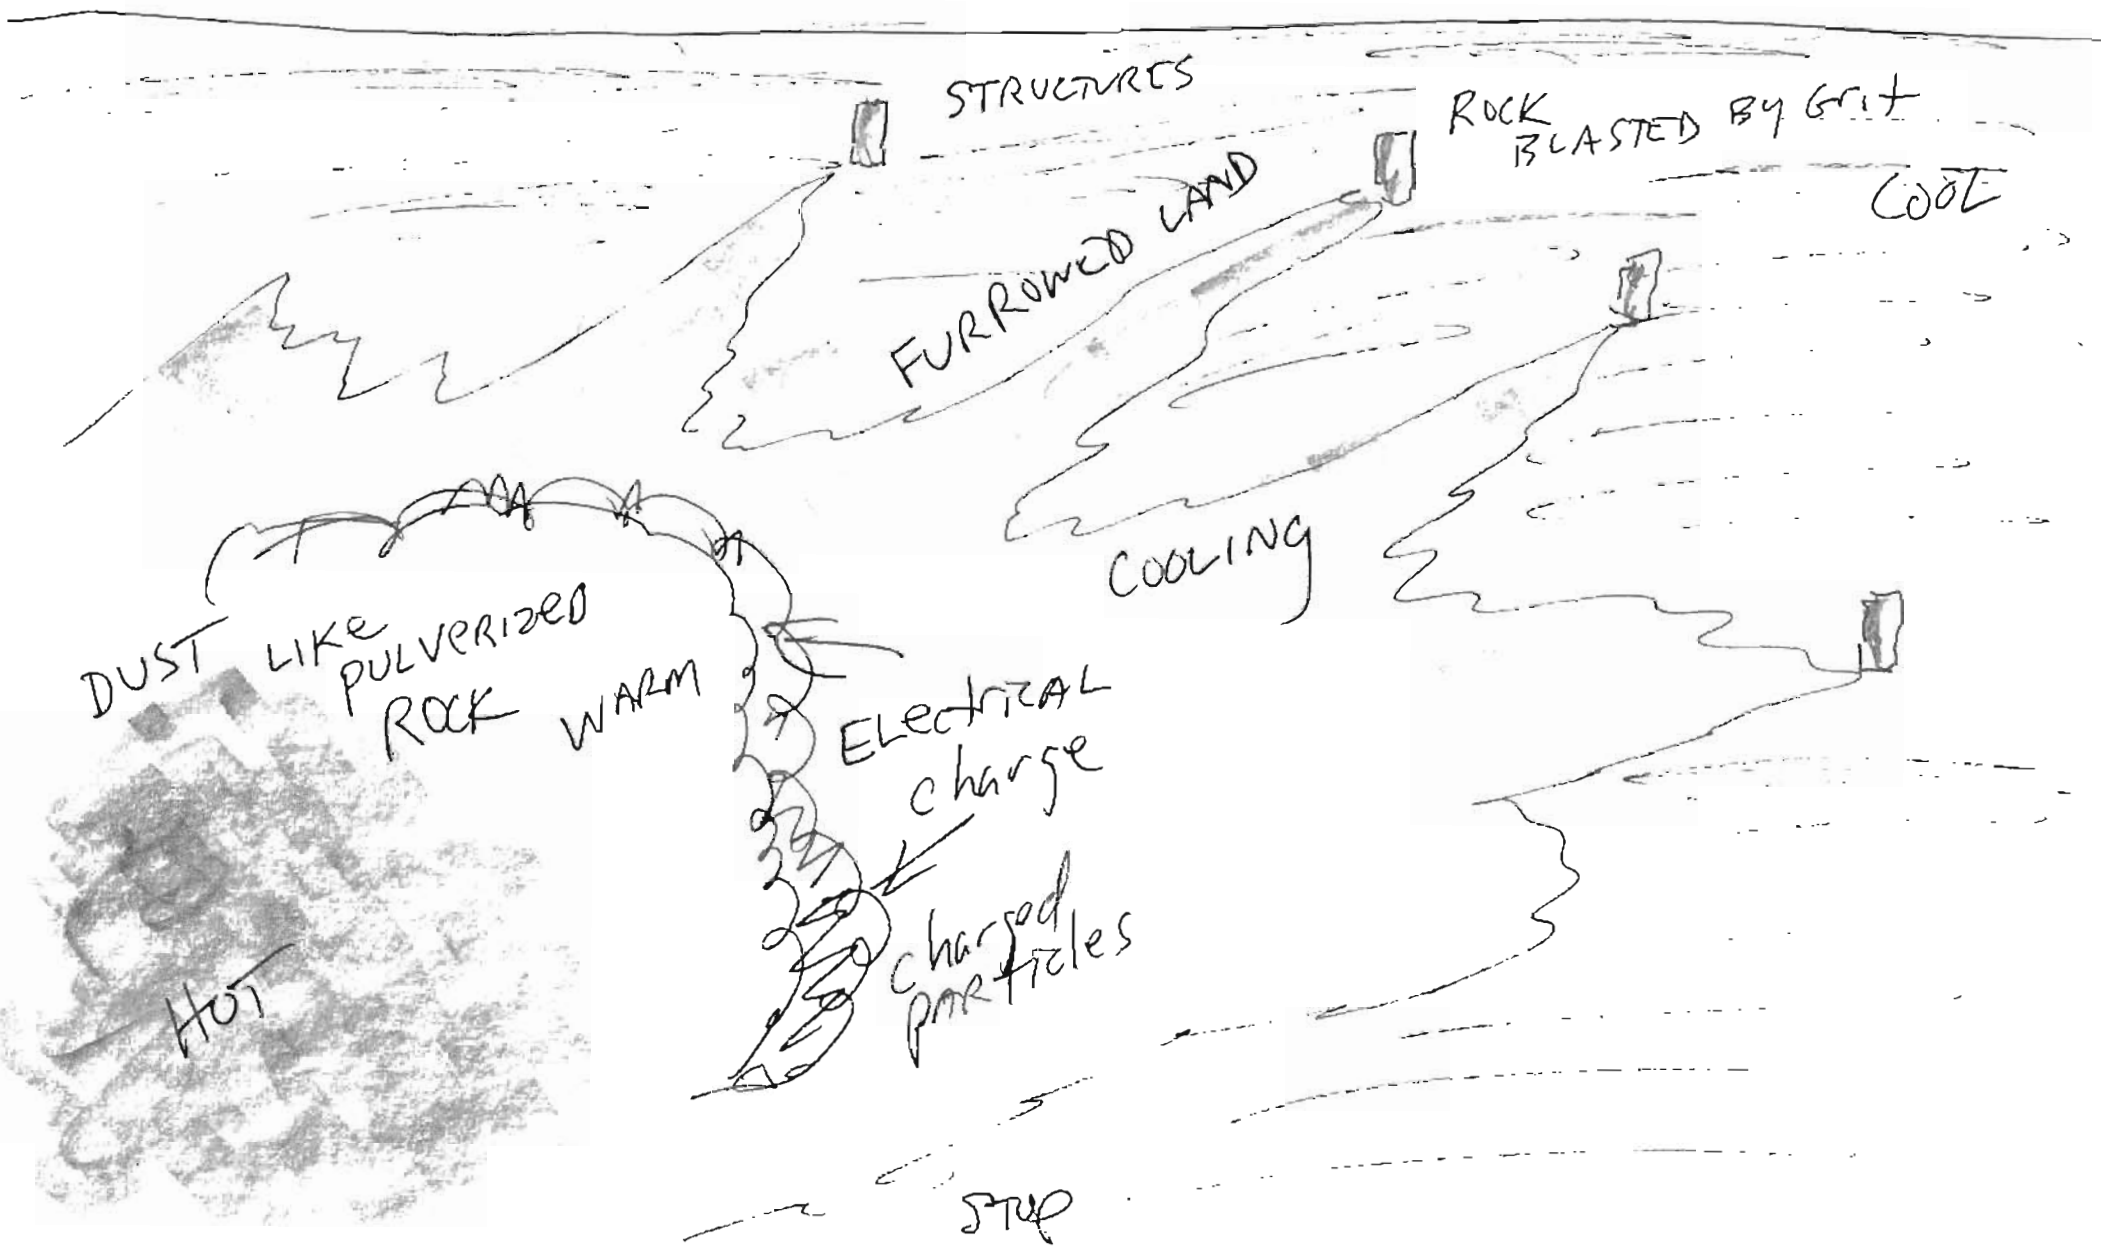 STRUCTURES
ROCK
BLASTED BY Grit
COOL
FURROWED LAND
COOLING
DUST LIKE
PULVERIZED
ROCK WARM
ELectrICAL
charge
charged
PARticles
HOT
STOP